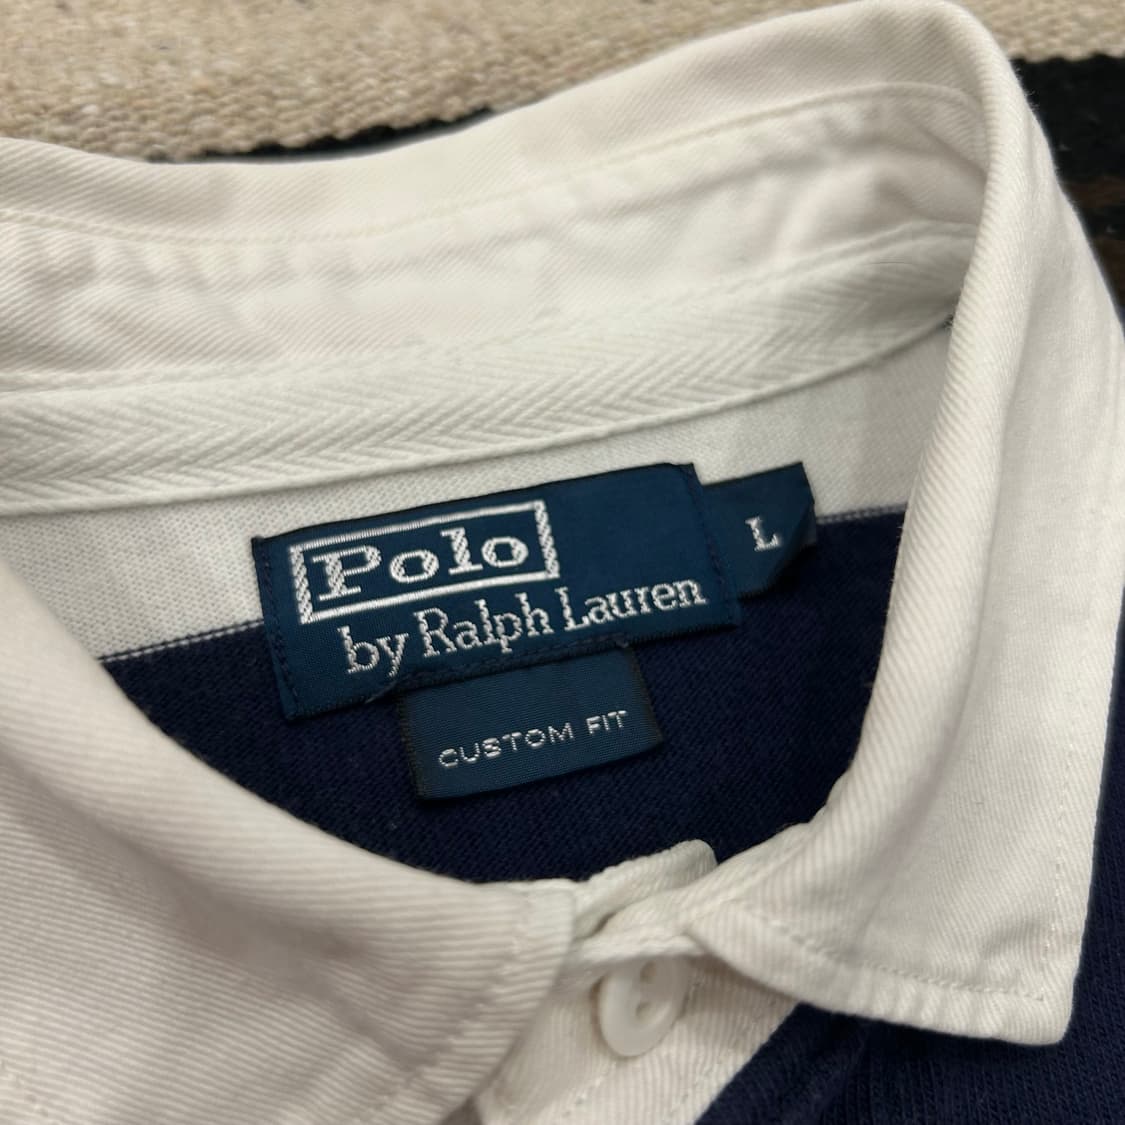 Polo
by Ralph Lauren
L
CUSTOM FIT